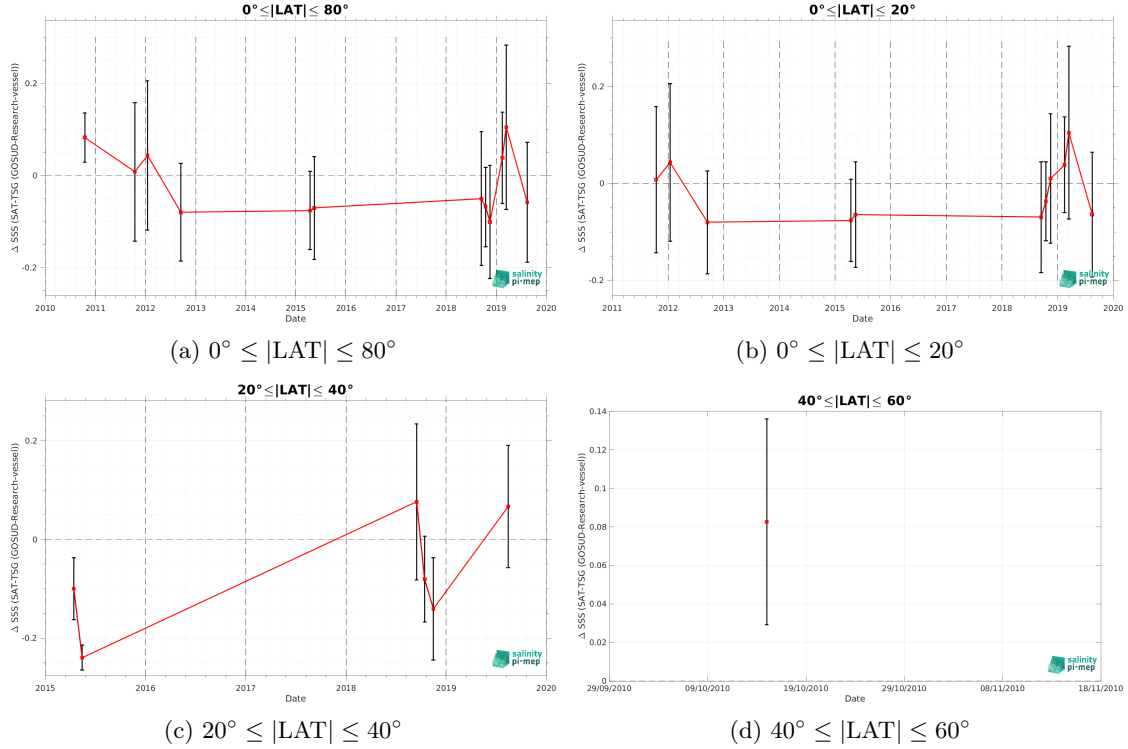 0°≤|LAT|≤ 80°
Δ SSS (SAT-TSG (GOSUD-Research-vessel))
0.2
0
-0.2
2010 2011 2012 2013 2014 2015 2016 2017 2018 2019 2020
Date
salinity
pi-mep
(a) 0° ≤ |LAT| ≤ 80°
0°≤|LAT|≤ 20°
Δ SSS (SAT-TSG (GOSUD-Research-vessel))
0.2
0
-0.2
2011 2012 2013 2014 2015 2016 2017 2018 2019 2020
Date
salinity
pi-mep
(b) 0° ≤ |LAT| ≤ 20°
20°≤|LAT|≤ 40°
Δ SSS (SAT-TSG (GOSUD-Research-vessel))
0.2
0
-0.2
2015 2016 2017 2018 2019 2020
Date
salinity
pi-mep
(c) 20° ≤ |LAT| ≤ 40°
40°≤|LAT|≤ 60°
Δ SSS (SAT-TSG (GOSUD-Research-vessel))
0.14
0.12
0.1
0.08
0.06
0.04
0.02
0
29/09/2010 09/10/2010 19/10/2010 29/10/2010 08/11/2010 18/11/2010
Date
salinity
pi-mep
(d) 40° ≤ |LAT| ≤ 60°